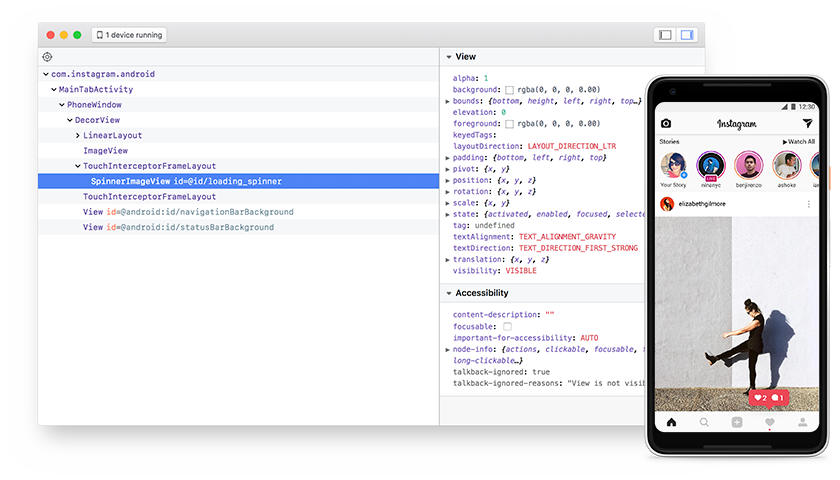 1 device running
com.instagram.android
MainTabActivity
PhoneWindow
DecorView
LinearLayout
ImageView
TouchInterceptorFrameLayout
SpinnerImageView id=@id/loading_spinner
TouchInterceptorFrameLayout
View id=@android:id/navigationBarBackground
View id=@android:id/statusBarBackground
View
alpha: 1
background: rgba(0, 0, 0, 0.00)
bounds: {bottom, height, left, right, top…}
elevation: 0
foreground: rgba(0, 0, 0, 0.00)
keyedTags:
layoutDirection: LAYOUT_DIRECTION_LTR
padding: {bottom, left, right, top}
pivot: {x, y}
position: {x, y, z}
rotation: {x, y, z}
scale: {x, y}
state: {activated, enabled, focused, selecte
tag: undefined
textAlignment: TEXT_ALIGNMENT_GRAVITY
textDirection: TEXT_DIRECTION_FIRST_STRONG
translation: {x, y, z}
visibility: VISIBLE
Accessibility
content-description: ""
focusable:
important-for-accessibility: AUTO
node-info: {actions, clickable, focusable,
long-clickable…}
talkback-ignored: true
talkback-ignored-reasons: "View is not visib
12:30
Instagram
Stories
Watch All
LIVE
Your Story
ninanyc
benjirenzo
ashoke
elizabethgilmore
2 1